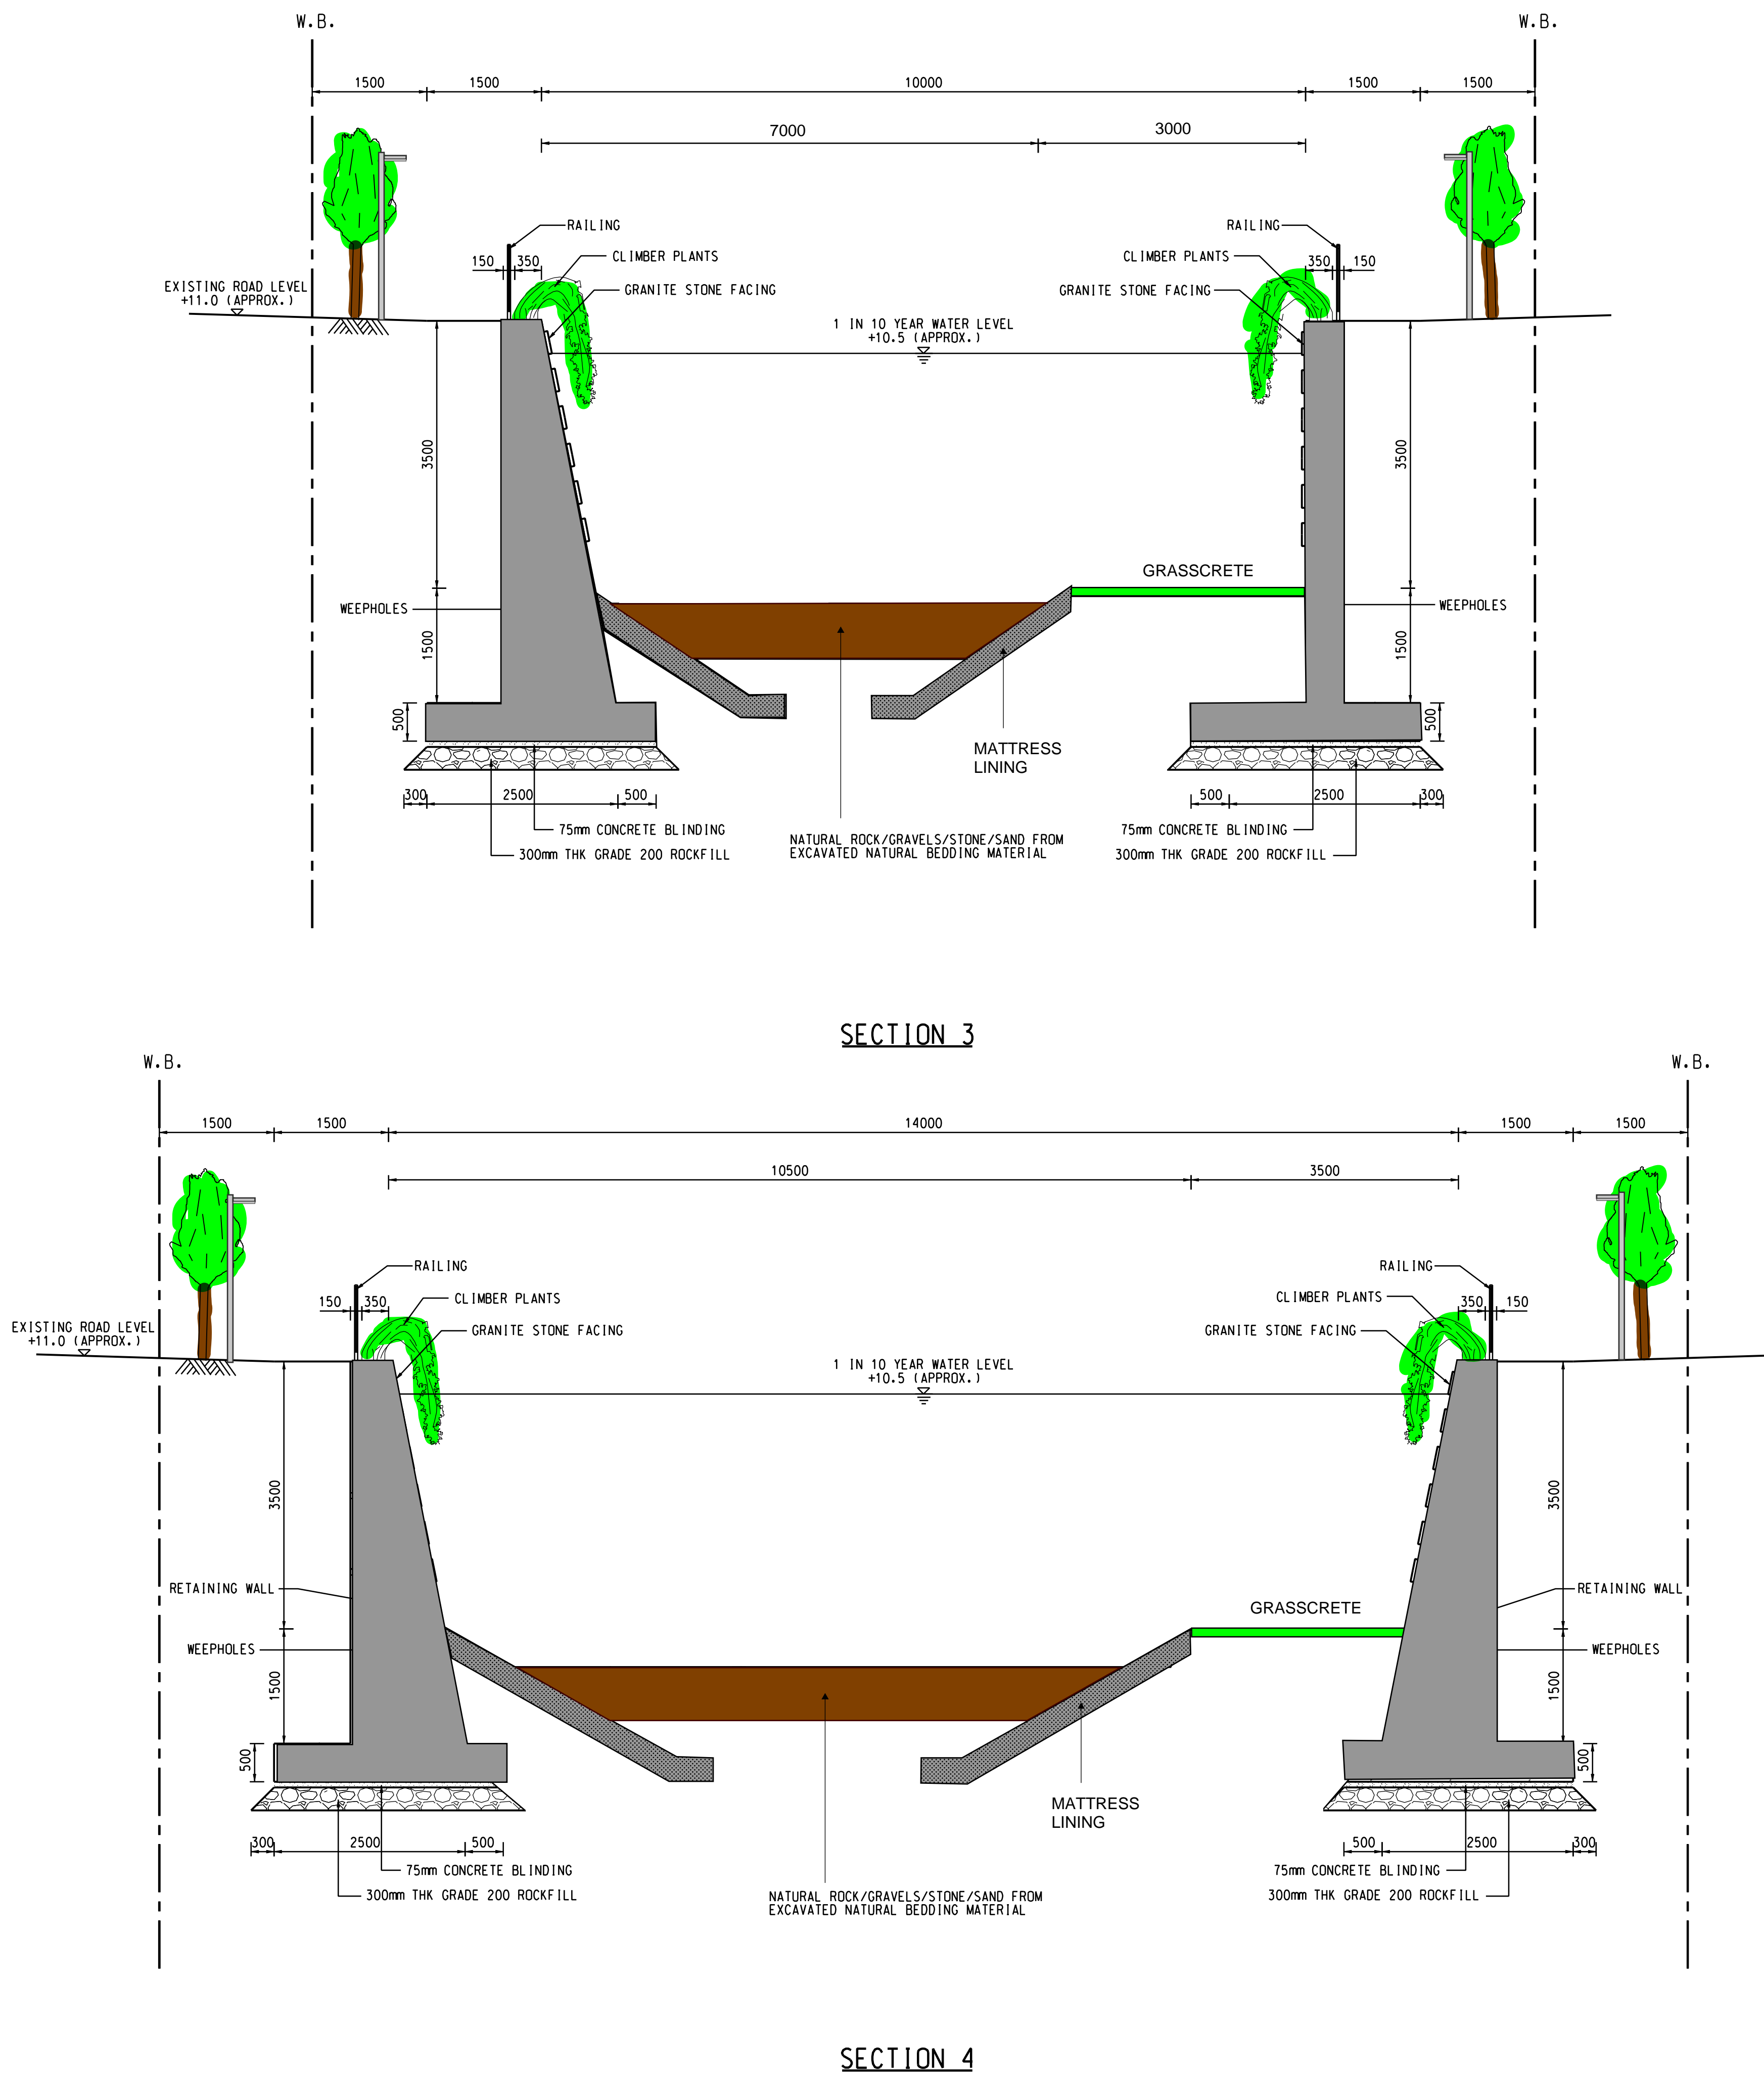 W.B.
W.B.
1500
1500
10000
1500
1500
7000
3000
RAILING
RAILING
150
350
CLIMBER PLANTS
CLIMBER PLANTS
350
150
EXISTING ROAD LEVEL
+11.0 (APPROX.)
GRANITE STONE FACING
GRANITE STONE FACING
1 IN 10 YEAR WATER LEVEL
+10.5 (APPROX.)
3500
3500
GRASSCRETE
WEEPHOLES
WEEPHOLES
1500
1500
500
500
MATTRESS
LINING
300
2500
500
500
2500
300
75mm CONCRETE BLINDING
75mm CONCRETE BLINDING
300mm THK GRADE 200 ROCKFILL
NATURAL ROCK/GRAVELS/STONE/SAND FROM
EXCAVATED NATURAL BEDDING MATERIAL
300mm THK GRADE 200 ROCKFILL
SECTION 3
W.B.
W.B.
1500
1500
14000
1500
1500
10500
3500
RAILING
RAILING
150
350
CLIMBER PLANTS
CLIMBER PLANTS
350
150
EXISTING ROAD LEVEL
+11.0 (APPROX.)
GRANITE STONE FACING
GRANITE STONE FACING
1 IN 10 YEAR WATER LEVEL
+10.5 (APPROX.)
3500
3500
RETAINING WALL
RETAINING WALL
GRASSCRETE
WEEPHOLES
WEEPHOLES
1500
1500
500
500
MATTRESS
LINING
300
2500
500
500
2500
300
75mm CONCRETE BLINDING
75mm CONCRETE BLINDING
300mm THK GRADE 200 ROCKFILL
NATURAL ROCK/GRAVELS/STONE/SAND FROM
EXCAVATED NATURAL BEDDING MATERIAL
300mm THK GRADE 200 ROCKFILL
SECTION 4